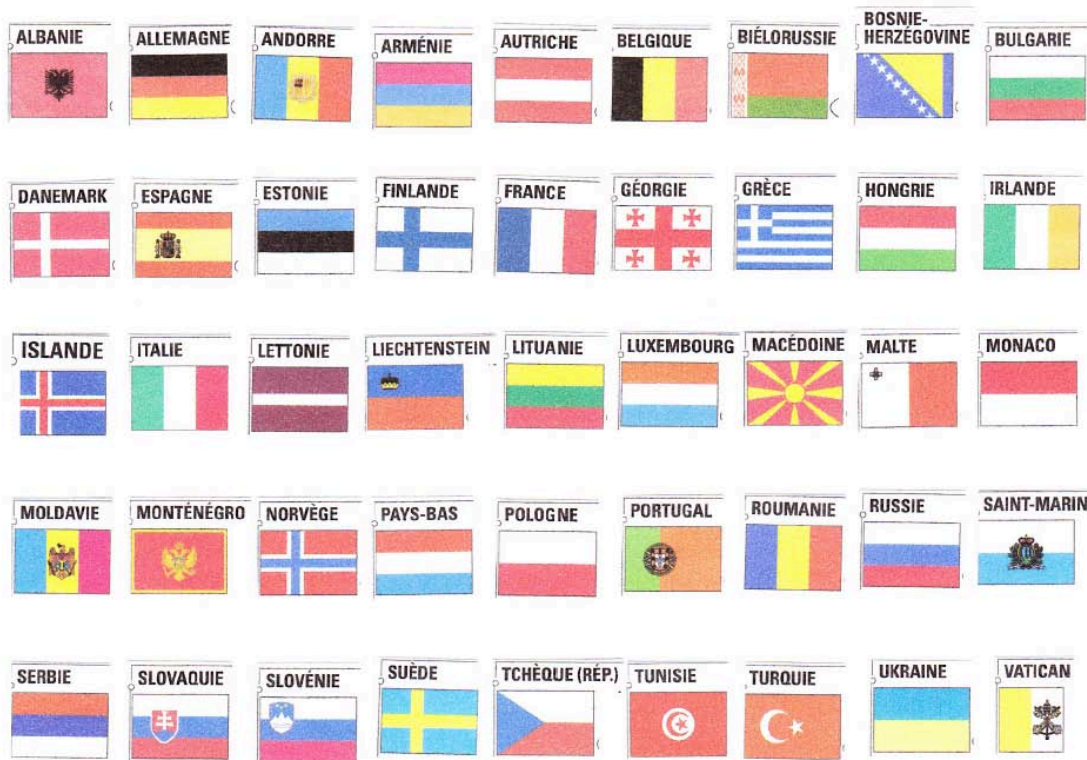 ALBANIE
ALLEMAGNE
ANDORRE
ARMÉNIE
AUTRICHE
BELGIQUE
BIÉLORUSSIE
BOSNIE-
HERZÉGOVINE
BULGARIE
DANEMARK
ESPAGNE
ESTONIE
FINLANDE
FRANCE
GÉORGIE
GRÈCE
HONGRIE
IRLANDE
ISLANDE
ITALIE
LETTONIE
LIECHTENSTEIN
LITUANIE
LUXEMBOURG
MACÉDOINE
MALTE
MONACO
MOLDAVIE
MONTÉNÉGRO
NORVÈGE
PAYS-BAS
POLOGNE
PORTUGAL
ROUMANIE
RUSSIE
SAINT-MARIN
SERBIE
SLOVAQUIE
SLOVÉNIE
SUÈDE
TCHÈQUE (RÉP.)
TUNISIE
TURQUIE
UKRAINE
VATICAN